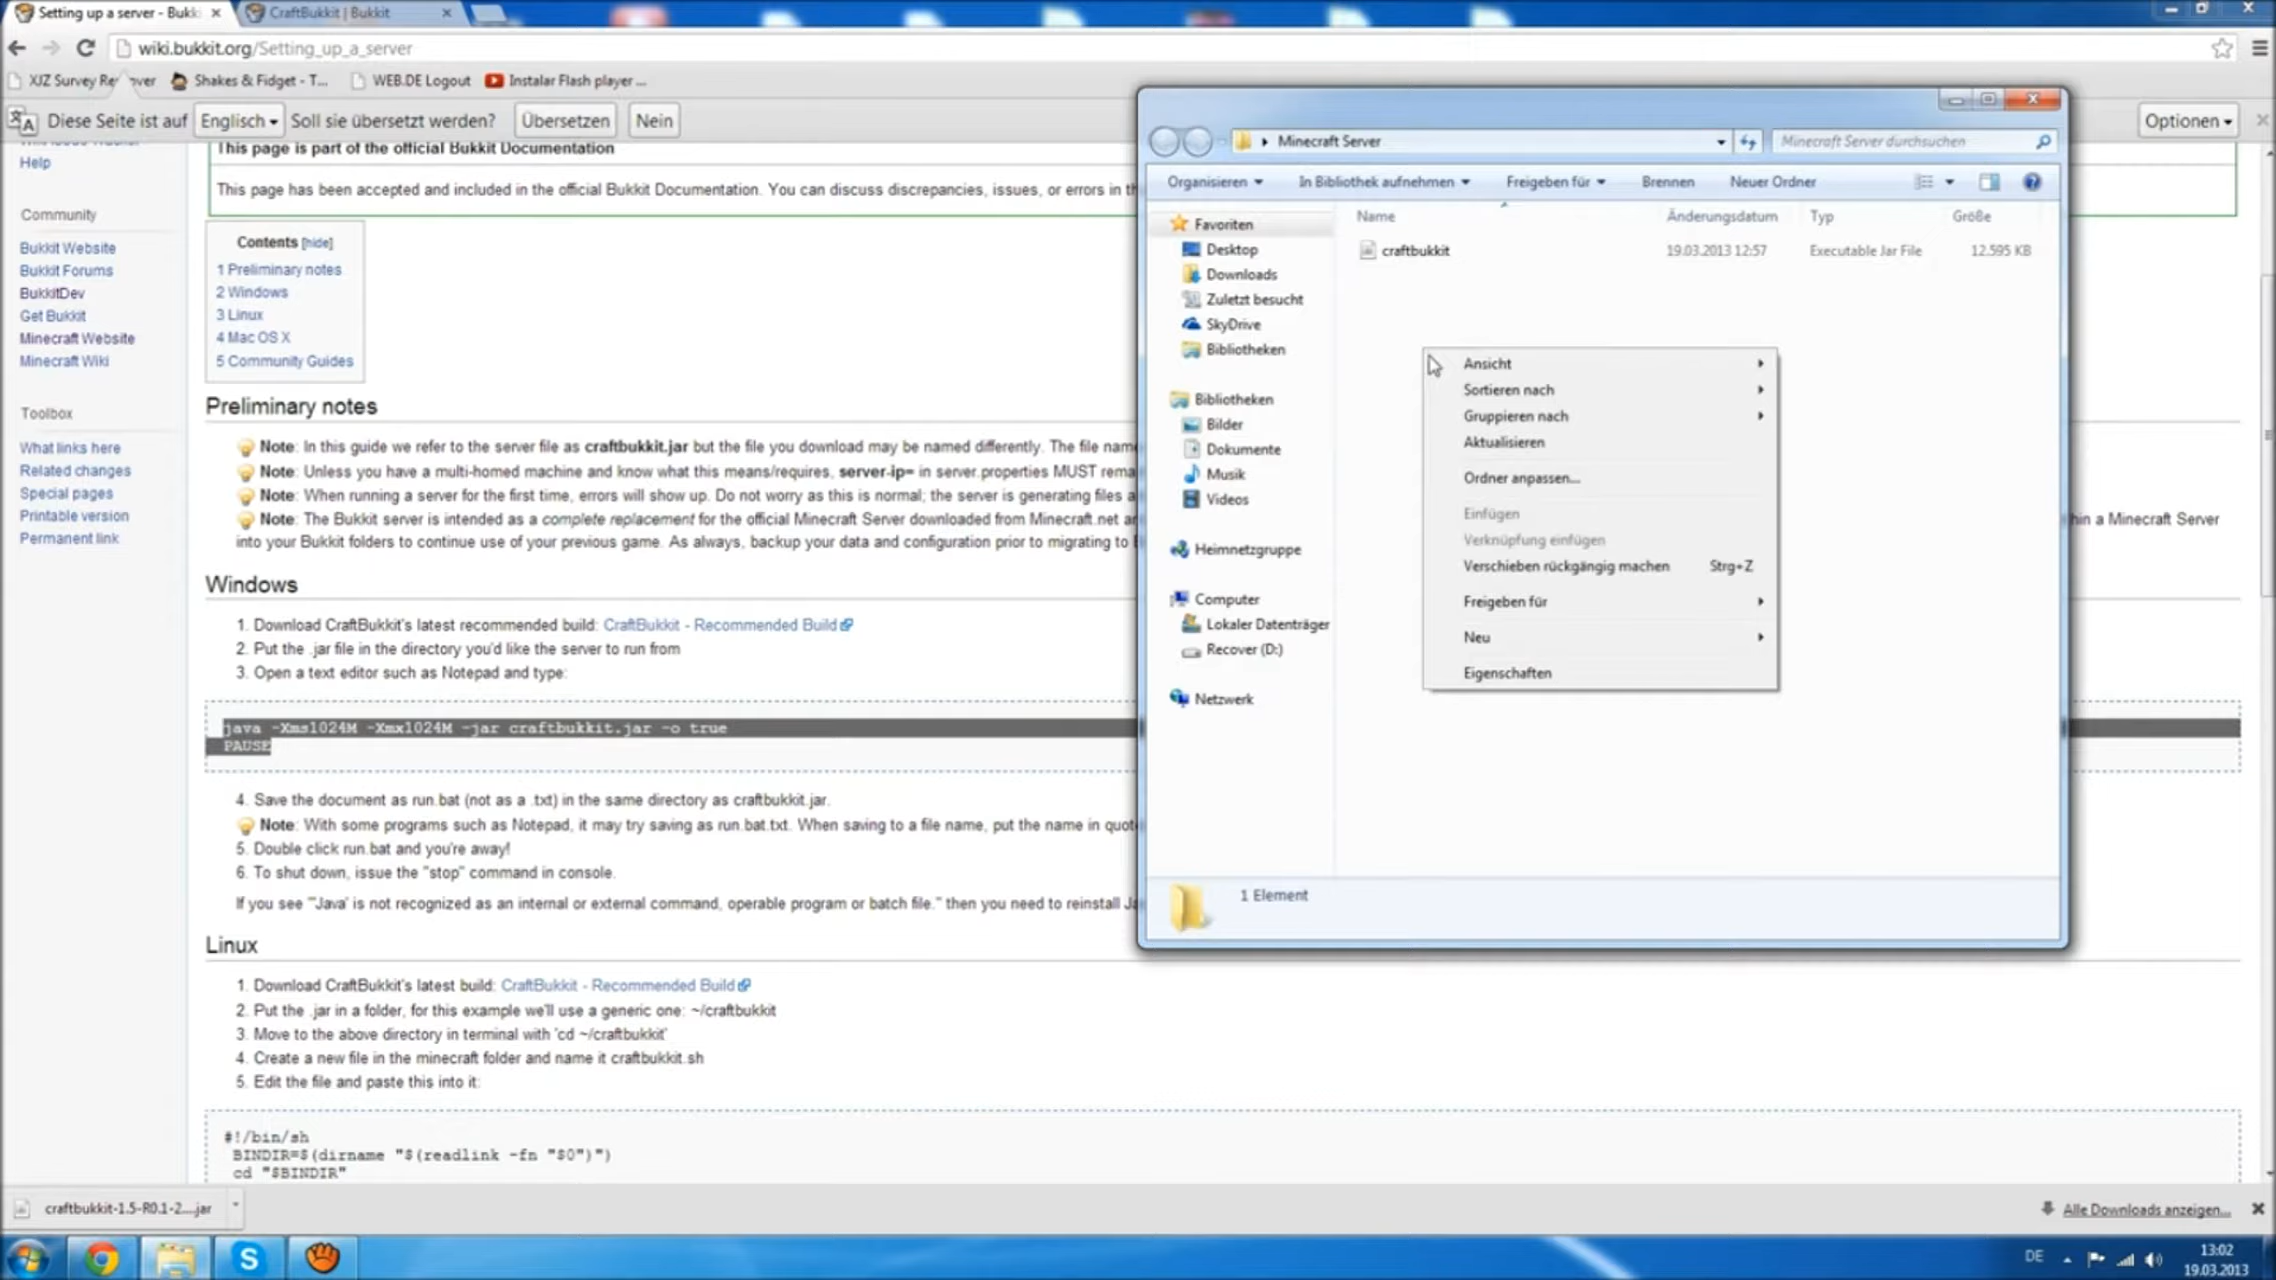 Setting up a server - Bukki
CraftBukkit | Bukkit
wiki.bukkit.org/Setting_up_a_server
XJZ Survey Re over
Shakes & Fidget - T...
WEB.DE Logout
Instalar Flash player ...
Diese Seite ist auf Englisch Soll sie übersetzt werden? Übersetzen Nein
Optionen
Help
Community
Bukkit Website
Bukkit Forums
BukkitDev
Get Bukkit
Minecraft Website
Minecraft Wiki
Toolbox
What links here
Related changes
Special pages
Printable version
Permanent link
This page is part of the official Bukkit Documentation
This page has been accepted and included in the official Bukkit Documentation. You can discuss discrepancies, issues, or errors in th
Contents [hide]
1 Preliminary notes
2 Windows
3 Linux
4 Mac OS X
5 Community Guides
Preliminary notes
Note: In this guide we refer to the server file as craftbukkit.jar but the file you download may be named differently. The file name
Note: Unless you have a multi-homed machine and know what this means/requires, server-ip= in server.properties MUST rema
Note: When running a server for the first time, errors will show up. Do not worry as this is normal; the server is generating files a
Note: The Bukkit server is intended as a complete replacement for the official Minecraft Server downloaded from Minecraft.net an
hin a Minecraft Server
into your Bukkit folders to continue use of your previous game. As always, backup your data and configuration prior to migrating to
Windows
1. Download CraftBukkit's latest recommended build: CraftBukkit - Recommended Build
2. Put the .jar file in the directory you'd like the server to run from
3. Open a text editor such as Notepad and type:
java -Xms1024M -Xmx1024M -jar craftbukkit.jar -o true
PAUSE
4. Save the document as run.bat (not as a .txt) in the same directory as craftbukkit.jar.
Note: With some programs such as Notepad, it may try saving as run.bat.txt. When saving to a file name, put the name in quot
5. Double click run.bat and you're away!
6. To shut down, issue the "stop" command in console.
If you see "'Java' is not recognized as an internal or external command, operable program or batch file." then you need to reinstall Ja
Linux
1. Download CraftBukkit's latest build: CraftBukkit - Recommended Build
2. Put the .jar in a folder, for this example we'll use a generic one: ~/craftbukkit
3. Move to the above directory in terminal with 'cd ~/craftbukkit'
4. Create a new file in the minecraft folder and name it craftbukkit.sh
5. Edit the file and paste this into it:
#!/bin/sh
BINDIR=$(dirname "$(readlink -fn "$0")")
cd "$BINDIR"
Minecraft Server
Minecraft Server durchsuchen
Organisieren
In Bibliothek aufnehmen
Freigeben für
Brennen
Neuer Ordner
Favoriten
Desktop
Downloads
Zuletzt besucht
SkyDrive
Bibliotheken
Bibliotheken
Bilder
Dokumente
Musik
Videos
Heimnetzgruppe
Computer
Lokaler Datenträger
Recover (D:)
Netzwerk
Name Änderungsdatum Typ Größe
craftbukkit 19.03.2013 12:57 Executable Jar File 12.595 KB
Ansicht
Sortieren nach
Gruppieren nach
Aktualisieren
Ordner anpassen...
Einfügen
Verknüpfung einfügen
Verschieben rückgängig machen Strg+Z
Freigeben für
Neu
Eigenschaften
1 Element
craftbukkit-1.5-R0.1-2....jar
Alle Downloads anzeigen...
DE
13:02
19.03.2013